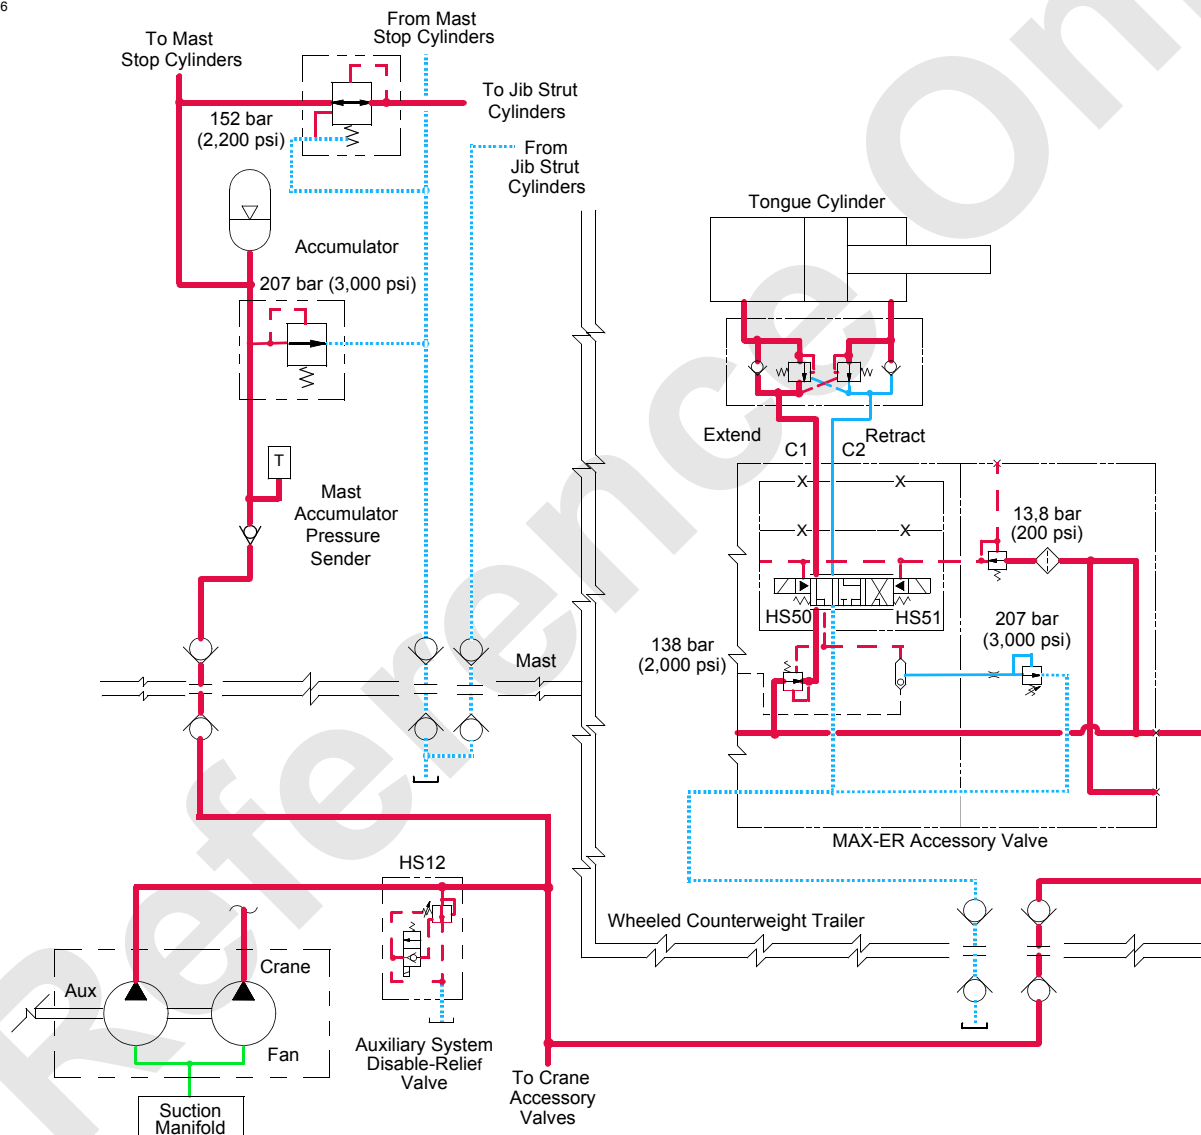 6
From Mast
Stop Cylinders
To Mast
Stop Cylinders
152 bar
(2,200 psi)
To Jib Strut
Cylinders
From
Jib Strut
Cylinders
Tongue Cylinder
Accumulator
207 bar (3,000 psi)
Extend
Retract
C1
C2
T
Mast
Accumulator
Pressure
Sender
X
X
X
X
13,8 bar
(200 psi)
HS50
HS51
138 bar
(2,000 psi)
207 bar
(3,000 psi)
Mast
MAX-ER Accessory Valve
HS12
Wheeled Counterweight Trailer
Crane
Aux
Fan
Auxiliary System
Disable-Relief
Valve
To Crane
Accessory
Valves
Suction
Manifold
Reference On